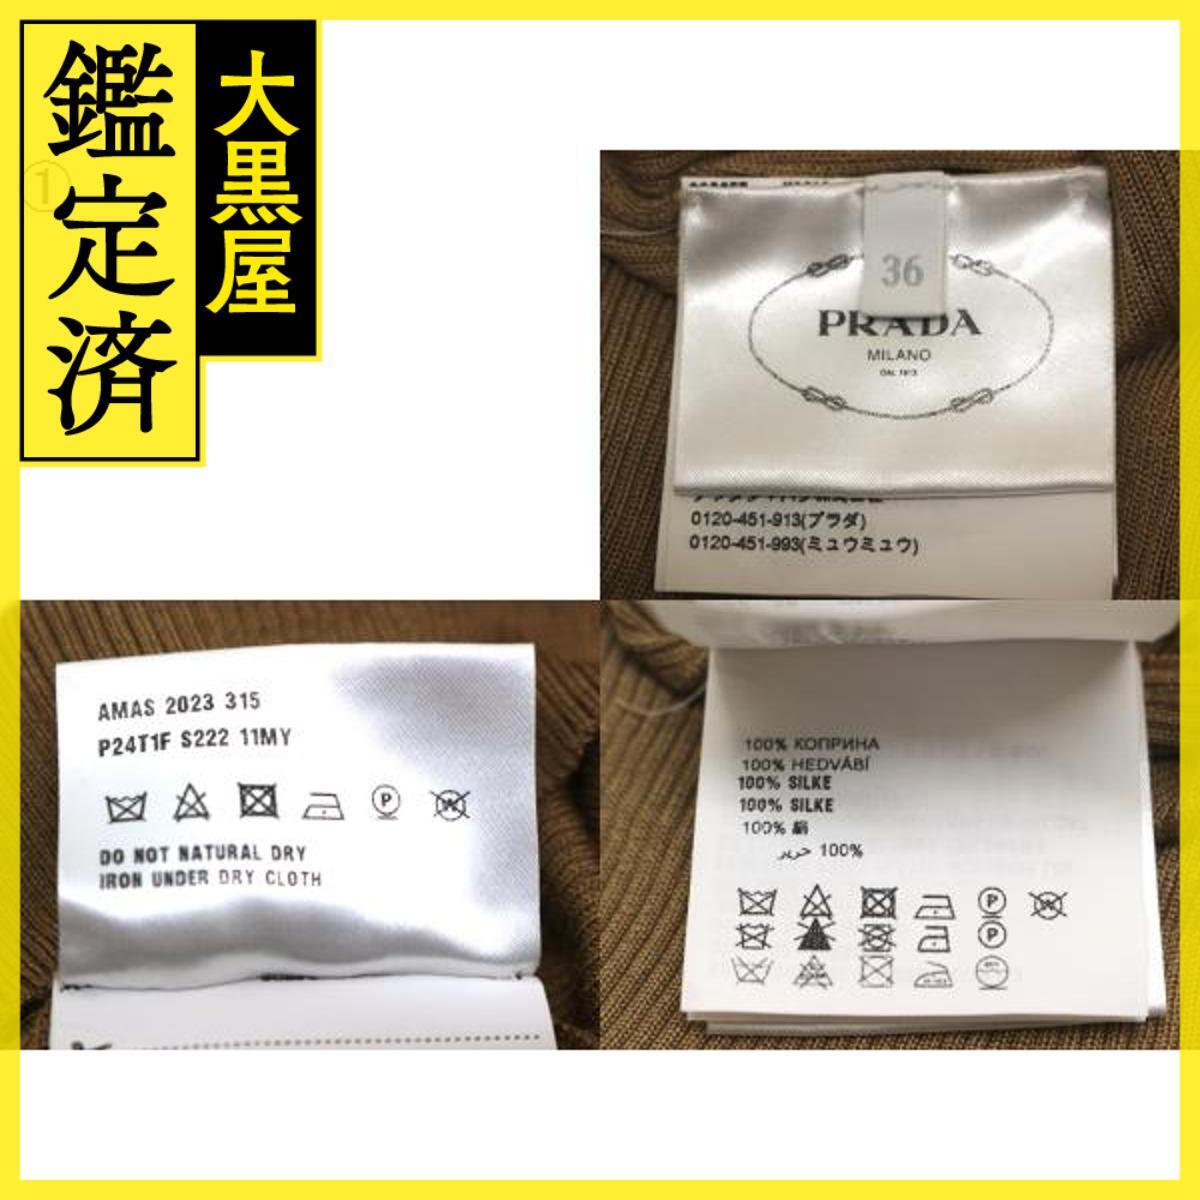 鑑定済
大黒屋
1
36
PRADA
MILANO
DAL 1913
0120-451-913(プラダ)
0120-451-993(ミュウミュウ)
AMAS 2023 315
P24T1F S222 11MY
P
W
DO NOT NATURAL DRY
IRON UNDER DRY CLOTH
100% КОПРИНА
100% HEDVÁBÍ
100% SILKE
100% SILKE
100% 絹
100% حرير
P
W
P